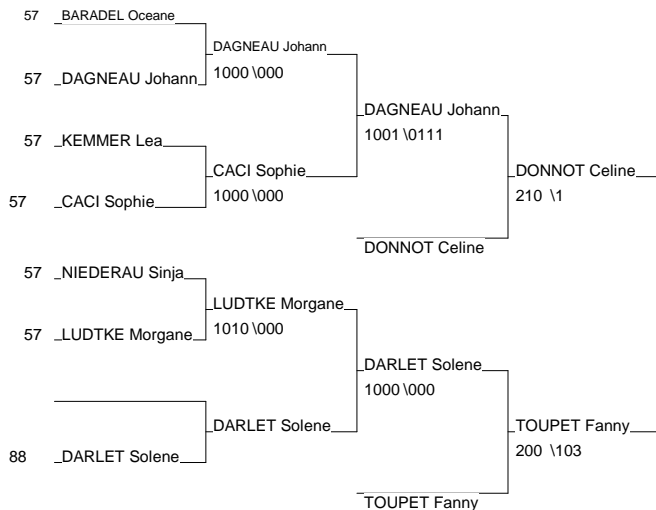 57 BARADEL Oceane
DAGNEAU Johann
1000 \000
57 DAGNEAU Johann
DAGNEAU Johann
1001 \0111
57 KEMMER Lea
CACI Sophie
1000 \000
DONNOT Celine
210 \1
57 CACI Sophie
DONNOT Celine
57 NIEDERAU Sinja
LUDTKE Morgane
1010 \000
57 LUDTKE Morgane
DARLET Solene
1000 \000
DARLET Solene
TOUPET Fanny
200 \103
88 DARLET Solene
TOUPET Fanny